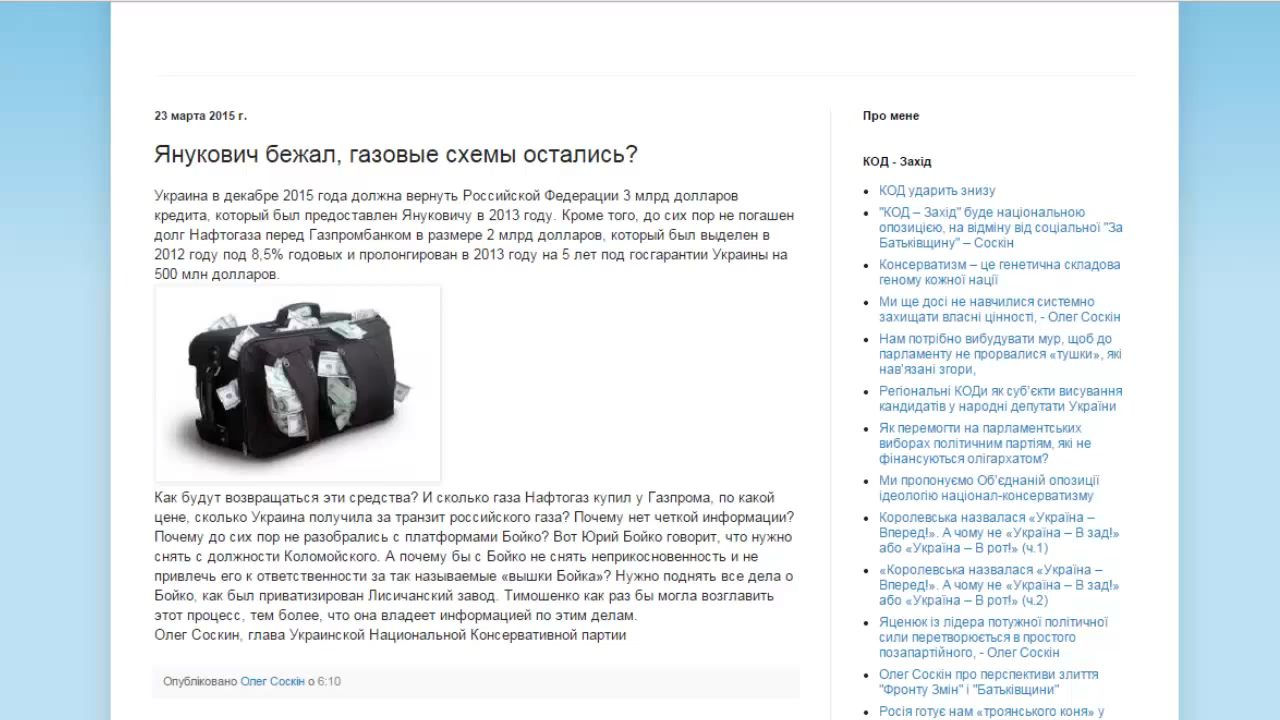 23 марта 2015 г.
Янукович бежал, газовые схемы остались?
Украина в декабре 2015 года должна вернуть Российской Федерации 3 млрд долларов
кредита, который был предоставлен Януковичу в 2013 году. Кроме того, до сих пор не погашен
долг Нафтогаза перед Газпромбанком в размере 2 млрд долларов, который был выделен в
2012 году под 8,5% годовых и пролонгирован в 2013 году на 5 лет под госгарантии Украины на
500 млн долларов.
Как будут возвращаться эти средства? И сколько газа Нафтогаз купил у Газпрома, по какой
цене, сколько Украина получила за транзит российского газа? Почему нет четкой информации?
Почему до сих пор не разобрались с платформами Бойко? Вот Юрий Бойко говорит, что нужно
снять с должности Коломойского. А почему бы с Бойко не снять неприкосновенность и не
привлечь его к ответственности за так называемые «вышки Бойка»? Нужно поднять все дела о
Бойко, как был приватизирован Лисичанский завод. Тимошенко как раз бы могла возглавить
этот процесс, тем более, что она владеет информацией по этим делам.
Олег Соскин, глава Украинской Национальной Консервативной партии
Опубліковано Олег Соскін о 6:10
Про мене
КОД - Захід
КОД ударить знизу
"КОД – Захід" буде національною
опозицією, на відміну від соціальної "За
Батьківщину" – Соскін
Консерватизм – це генетична складова
геному кожної нації
Ми ще досі не навчилися системно
захищати власні цінності, - Олег Соскін
Нам потрібно вибудувати мур, щоб до
парламенту не прорвалися «тушки», які
нав'язані згори,
Регіональні КОДи як суб'єкти висування
кандидатів у народні депутати України
Як перемогти на парламентських
виборах політичним партіям, які не
фінансуються олігархатом?
Ми пропонуємо Об'єднаній опозиції
ідеологію націонал-консерватизму
Королевська назвалася «Україна –
Вперед!». А чому не «Україна – В зад!»
або «Україна – В рот!» (ч.1)
«Королевська назвалася «Україна –
Вперед!». А чому не «Україна – В зад!»
або «Україна – В рот!» (ч.2)
Яценюк із лідера потужної політичної
сили перетворюється в простого
позапартійного, - Олег Соскін
Олег Соскін про перспективи злиття
"Фронту Змін" і "Батьківщини"
Росія готує нам «троянського коня» у